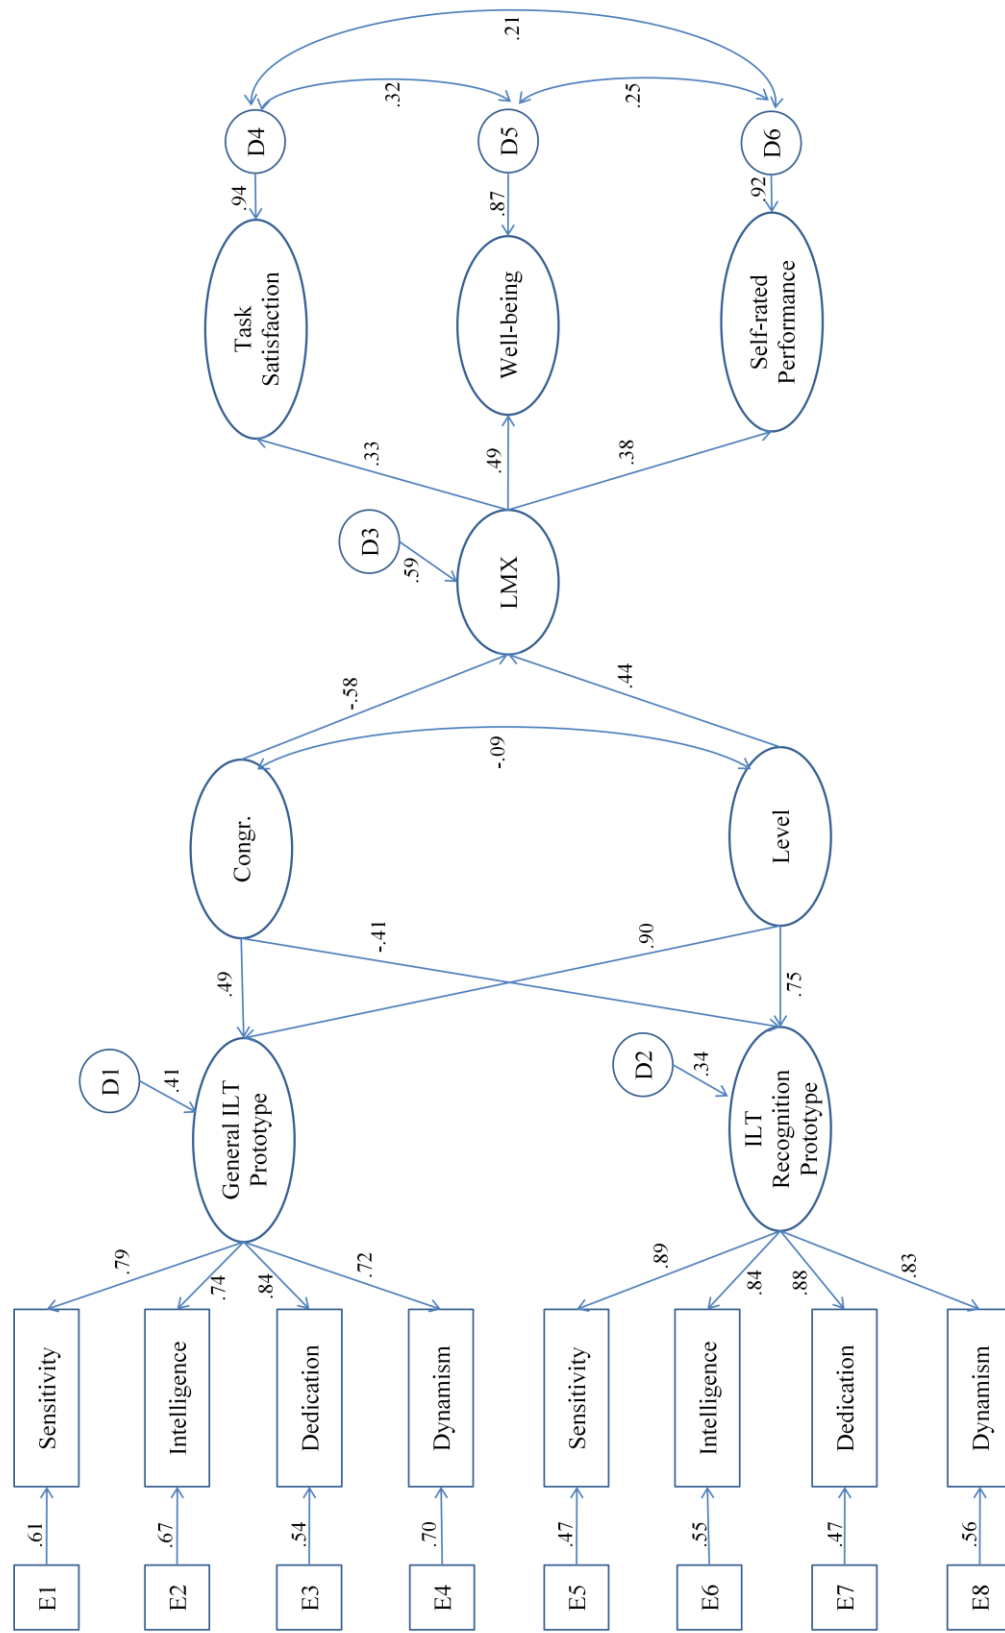 E1
.61
Sensitivity
.79
E2
.67
Intelligence
.74
E3
.54
Dedication
.84
E4
.70
Dynamism
.72
General ILT
Prototype
D1
.41
E5
.47
Sensitivity
.89
E6
.55
Intelligence
.84
E7
.47
Dedication
.88
E8
.56
Dynamism
.83
ILT
Recognition
Prototype
D2
.34
.49
-.41
.90
.75
Congr.
Level
-.09
-.58
.44
D3
.59
LMX
.33
.49
.38
Task
Satisfaction
.94
D4
Well-being
.87
D5
Self-rated
Performance
.92
D6
.32
.25
.21